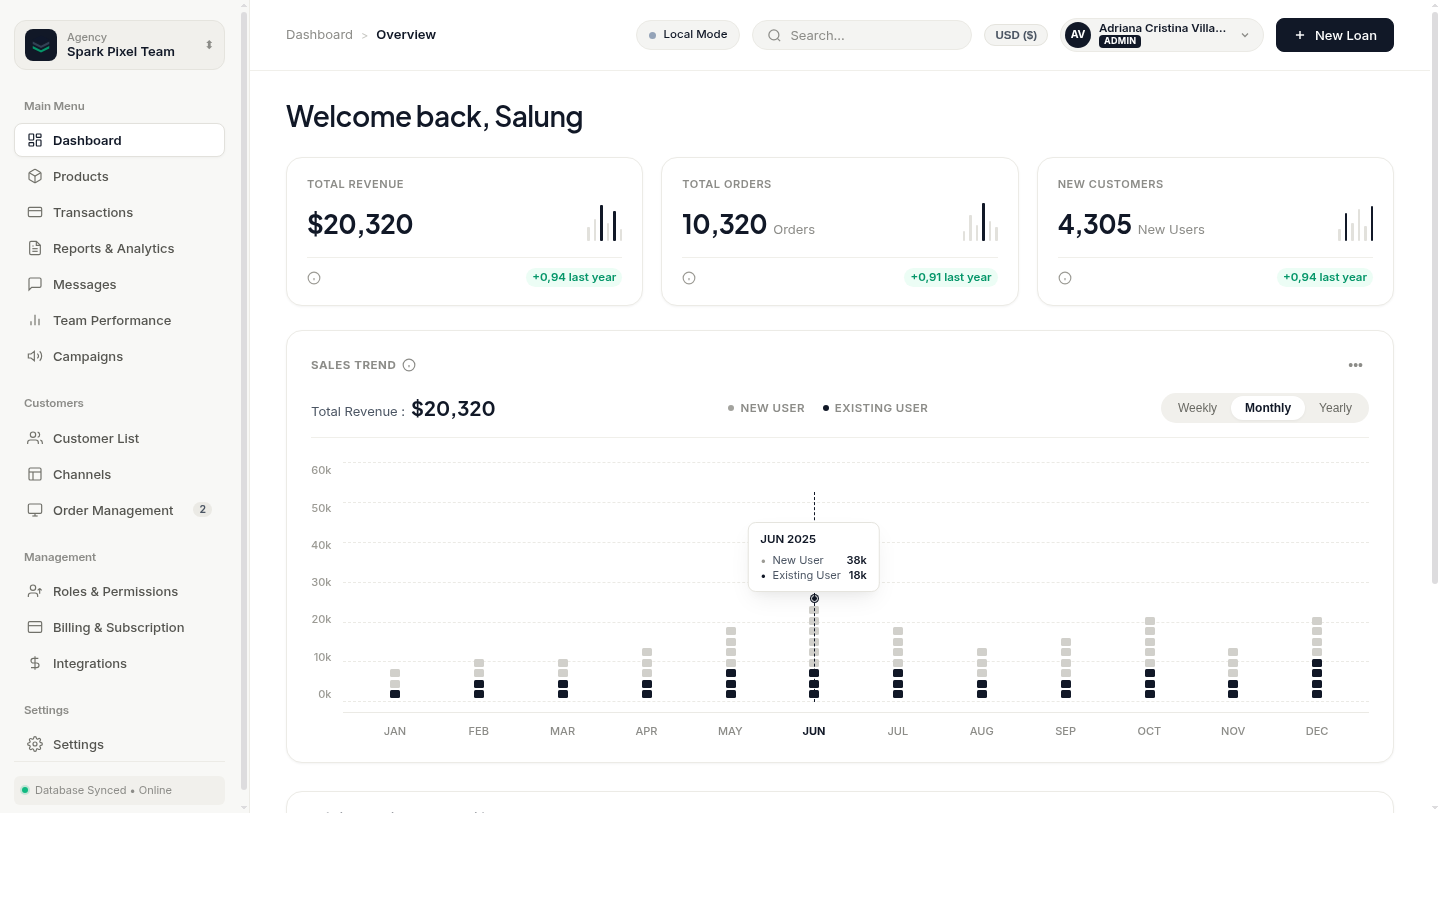 Agency
Spark Pixel Team
Main Menu
Dashboard
Products
Transactions
Reports & Analytics
Messages
Team Performance
Campaigns
Customers
Customer List
Channels
Order Management 2
Management
Roles & Permissions
Billing & Subscription
Integrations
Settings
Settings
Database Synced • Online
Dashboard > Overview
Local Mode
Search...
USD ($)
AV
Adriana Cristina Villa...
ADMIN
+ New Loan
Welcome back, Salung
TOTAL REVENUE
$20,320
+0,94 last year
TOTAL ORDERS
10,320 Orders
+0,91 last year
NEW CUSTOMERS
4,305 New Users
+0,94 last year
SALES TREND
Total Revenue : $20,320
NEW USER
EXISTING USER
Weekly
Monthly
Yearly
60k
50k
40k
30k
20k
10k
0k
JUN 2025
• New User 38k
• Existing User 18k
JAN
FEB
MAR
APR
MAY
JUN
JUL
AUG
SEP
OCT
NOV
DEC